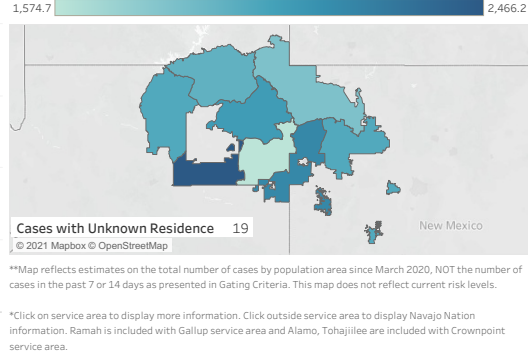 1,574.7 2,466.2
New Mexico
Cases with Unknown Residence 19
© 2021 Mapbox © OpenStreetMap
**Map reflects estimates on the total number of cases by population area since March 2020, NOT the number of
cases in the past 7 or 14 days as presented in Gating Criteria. This map does not reflect current risk levels.
*Click on service area to display more information. Click outside service area to display Navajo Nation
information. Ramah is included with Gallup service area and Alamo, Tohajiilee are included with Crownpoint
service area.